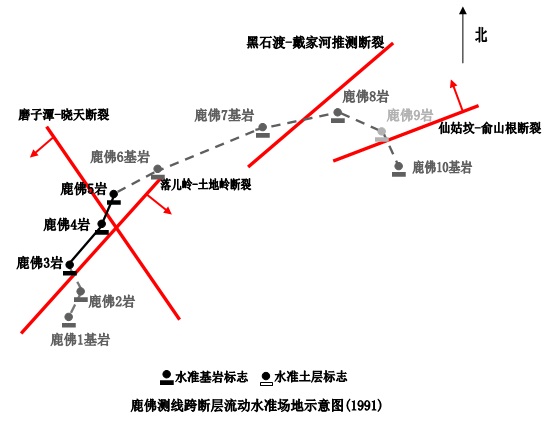 黑石渡-戴家河推测断裂
北
鹿佛8岩
磨子潭-晓天断裂
鹿佛7基岩
鹿佛9岩
仙姑坟-俞山根断裂
鹿佛6基岩
鹿佛10基岩
鹿佛5岩
落儿岭-土地岭断裂
鹿佛4岩
鹿佛3岩
鹿佛2岩
鹿佛1基岩
水准基岩标志 水准土层标志
鹿佛测线跨断层流动水准场地示意图(1991)